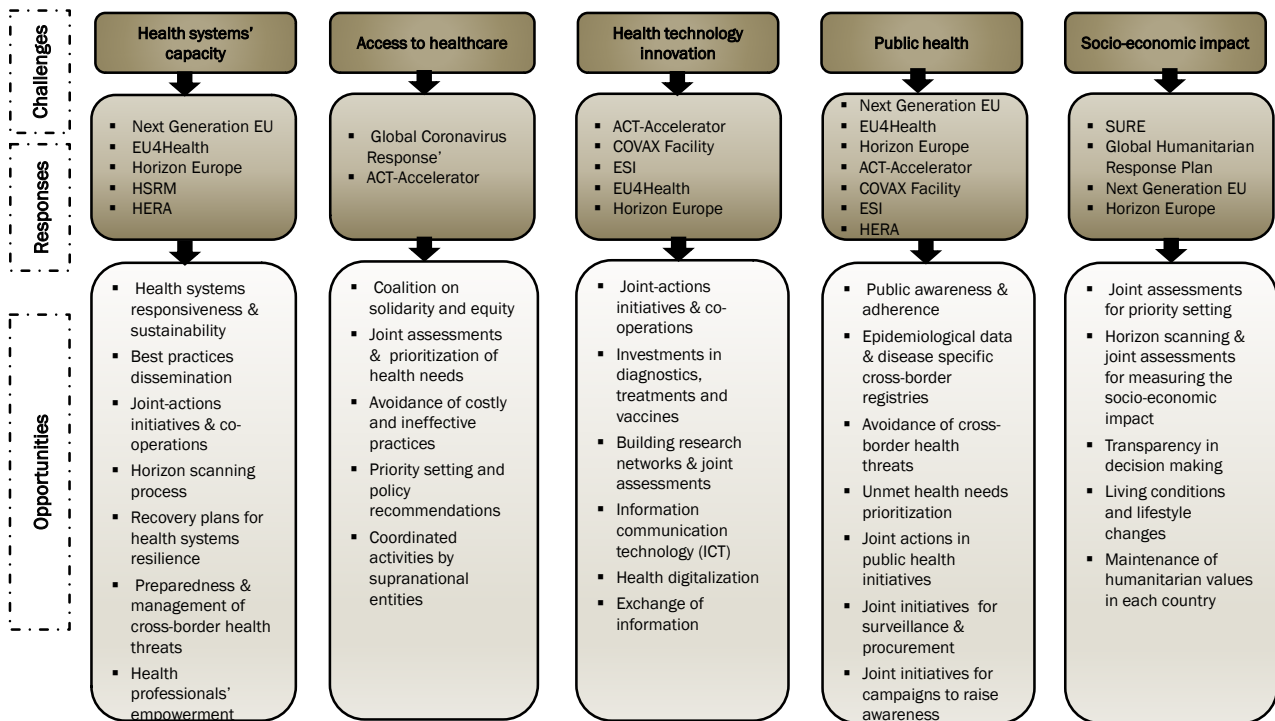 Challenges
Responses
Opportunities
Health systems'
capacity
Access to healthcare
Health technology
innovation
Public health
Socio-economic impact
▪ Next Generation EU
▪ EU4Health
▪ Horizon Europe
▪ HSRM
▪ HERA
▪ Global Coronavirus
Response'
▪ ACT-Accelerator
▪ ACT-Accelerator
▪ COVAX Facility
▪ ESI
▪ EU4Health
▪ Horizon Europe
▪ Next Generation EU
▪ EU4Health
▪ Horizon Europe
▪ ACT-Accelerator
▪ COVAX Facility
▪ ESI
▪ HERA
▪ SURE
▪ Global Humanitarian
Response Plan
▪ Next Generation EU
▪ Horizon Europe
▪ Health systems
responsiveness &
sustainability
▪ Best practices
dissemination
▪ Joint-actions
initiatives & co-
operations
▪ Horizon scanning
process
▪ Recovery plans for
health systems
resilience
▪ Preparedness &
management of
cross-border health
threats
▪ Health
professionals'
empowerment
▪ Coalition on
solidarity and equity
▪ Joint assessments
& prioritization of
health needs
▪ Avoidance of costly
and ineffective
practices
▪ Priority setting and
policy
recommendations
▪ Coordinated
activities by
supranational
entities
▪ Joint-actions
initiatives & co-
operations
▪ Investments in
diagnostics,
treatments and
vaccines
▪ Building research
networks & joint
assessments
▪ Information
communication
technology (ICT)
▪ Health digitalization
▪ Exchange of
information
▪ Public awareness &
adherence
▪ Epidemiological data
& disease specific
cross-border
registries
▪ Avoidance of cross-
border health
threats
▪ Unmet health needs
prioritization
▪ Joint actions in
public health
initiatives
▪ Joint initiatives for
surveillance &
procurement
▪ Joint initiatives for
campaigns to raise
awareness
▪ Joint assessments
for priority setting
▪ Horizon scanning &
joint assessments
for measuring the
socio-economic
impact
▪ Transparency in
decision making
▪ Living conditions
and lifestyle
changes
▪ Maintenance of
humanitarian values
in each country